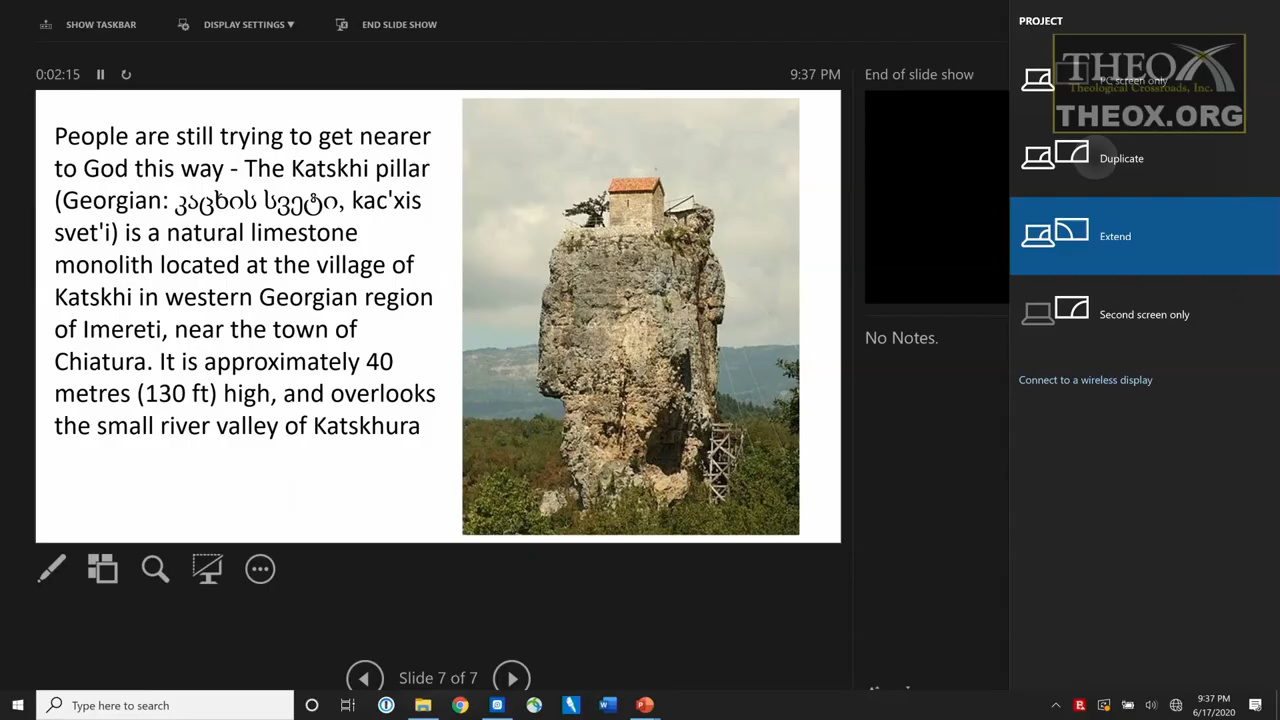 SHOW TASKBAR
DISPLAY SETTINGS ▼
END SLIDE SHOW
0:02:15
9:37 PM
People are still trying to get nearer
to God this way - The Katskhi pillar
(Georgian: კაცხის სვეტი, kac'xis
svet'i) is a natural limestone
monolith located at the village of
Katskhi in western Georgian region
of Imereti, near the town of
Chiatura. It is approximately 40
metres (130 ft) high, and overlooks
the small river valley of Katskhura
Slide 7 of 7
End of slide show
No Notes.
PROJECT
PC screen only
THEOX
Theological Crossroads, Inc.
THEOX.ORG
Duplicate
Extend
Second screen only
Connect to a wireless display
Type here to search
9:37 PM
6/17/2020